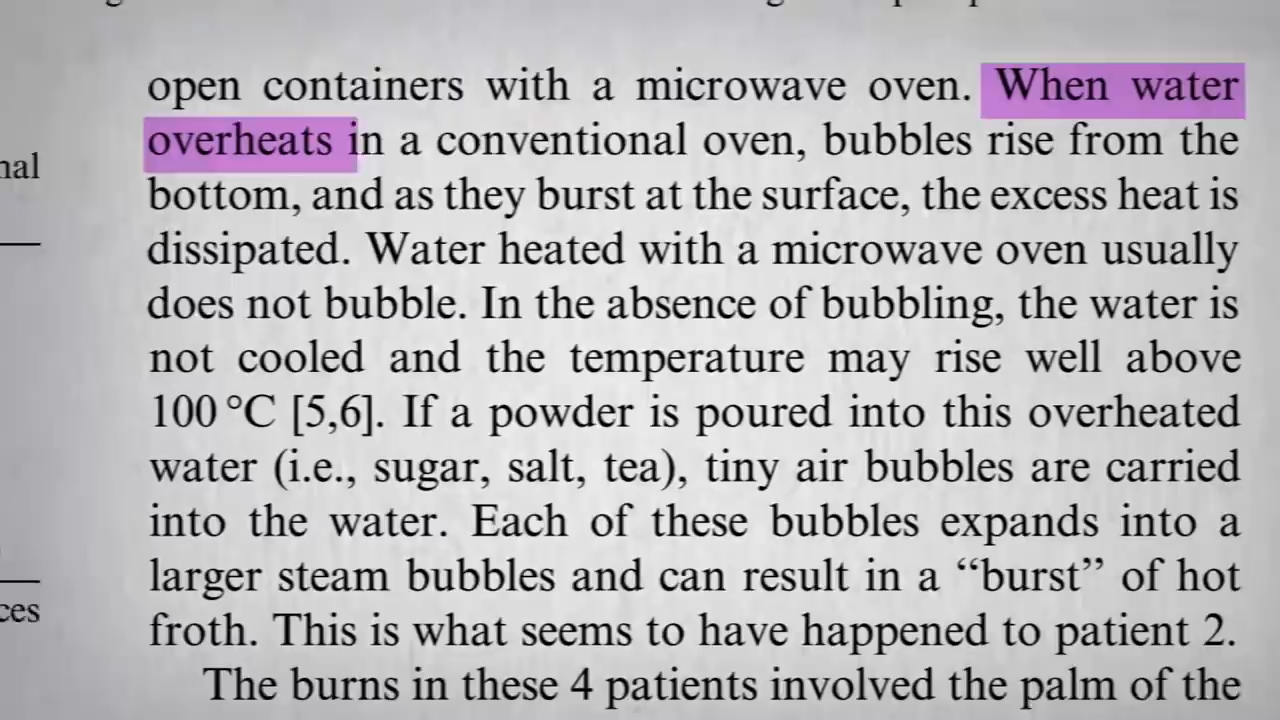 open containers with a microwave oven. When water
overheats in a conventional oven, bubbles rise from the
nal
bottom, and as they burst at the surface, the excess heat is
dissipated. Water heated with a microwave oven usually
does not bubble. In the absence of bubbling, the water is
not cooled and the temperature may rise well above
100 °C [5,6]. If a powder is poured into this overheated
water (i.e., sugar, salt, tea), tiny air bubbles are carried
into the water. Each of these bubbles expands into a
larger steam bubbles and can result in a “burst” of hot
ces
froth. This is what seems to have happened to patient 2.
The burns in these 4 patients involved the palm of the